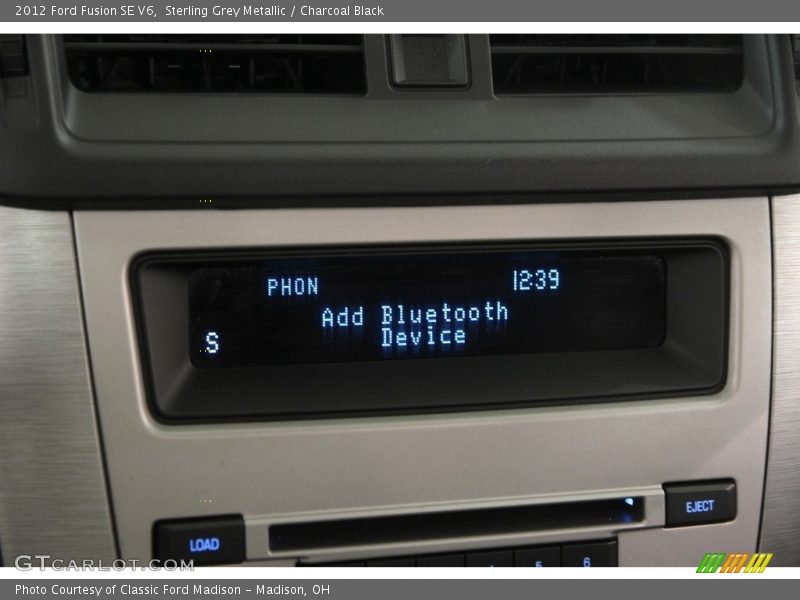 2012 Ford Fusion SE V6, Sterling Grey Metallic / Charcoal Black
PHON 12:39
Add Bluetooth
Device
S
EJECT
LOAD
6
GTCARLOT.COM
Photo Courtesy of Classic Ford Madison - Madison, OH